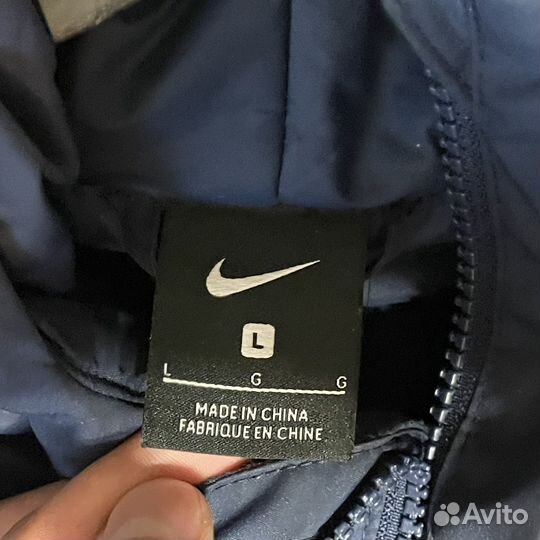 L
L G G
MADE IN CHINA
FABRIQUE EN CHINE
Avito